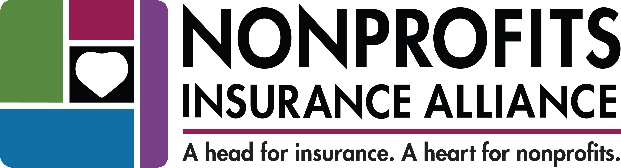 NONPROFITS
INSURANCE ALLIANCE
A head for insurance. A heart for nonprofits.